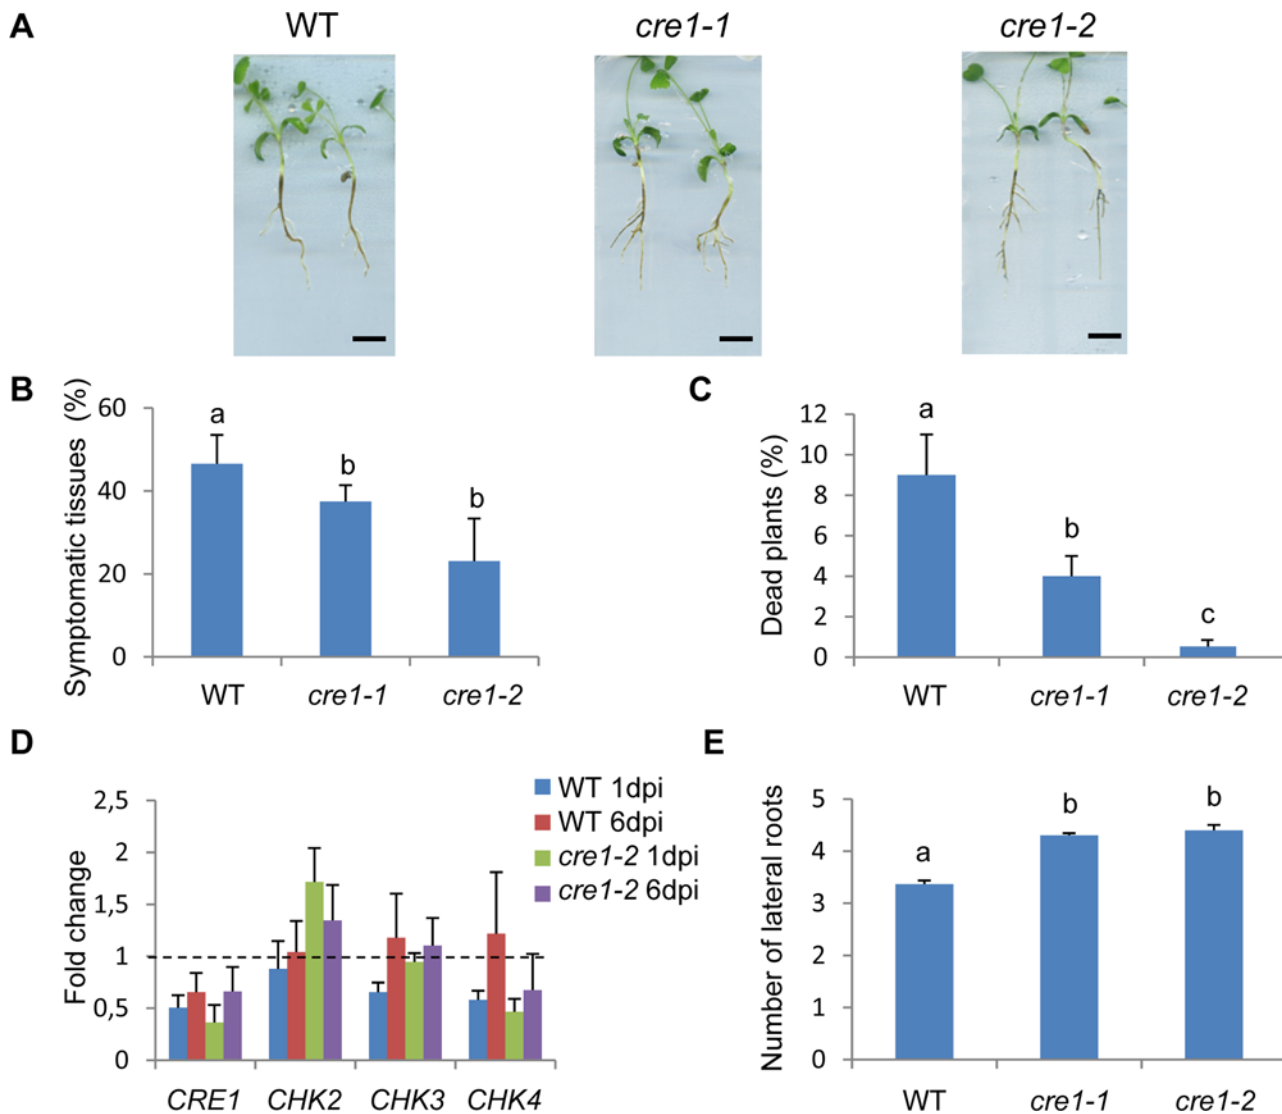 A
WT
cre1-1
cre1-2
B
Symptomatic tissues (%)
60
40
20
0
a
b
b
WT
cre1-1
cre1-2
C
Dead plants (%)
12
10
8
6
4
2
0
a
b
c
WT
cre1-1
cre1-2
D
Fold change
2,5
2
1,5
1
0,5
0
WT 1dpi
WT 6dpi
cre1-2 1dpi
cre1-2 6dpi
CRE1
CHK2
CHK3
CHK4
E
Number of lateral roots
5
4
3
2
1
0
a
b
b
WT
cre1-1
cre1-2